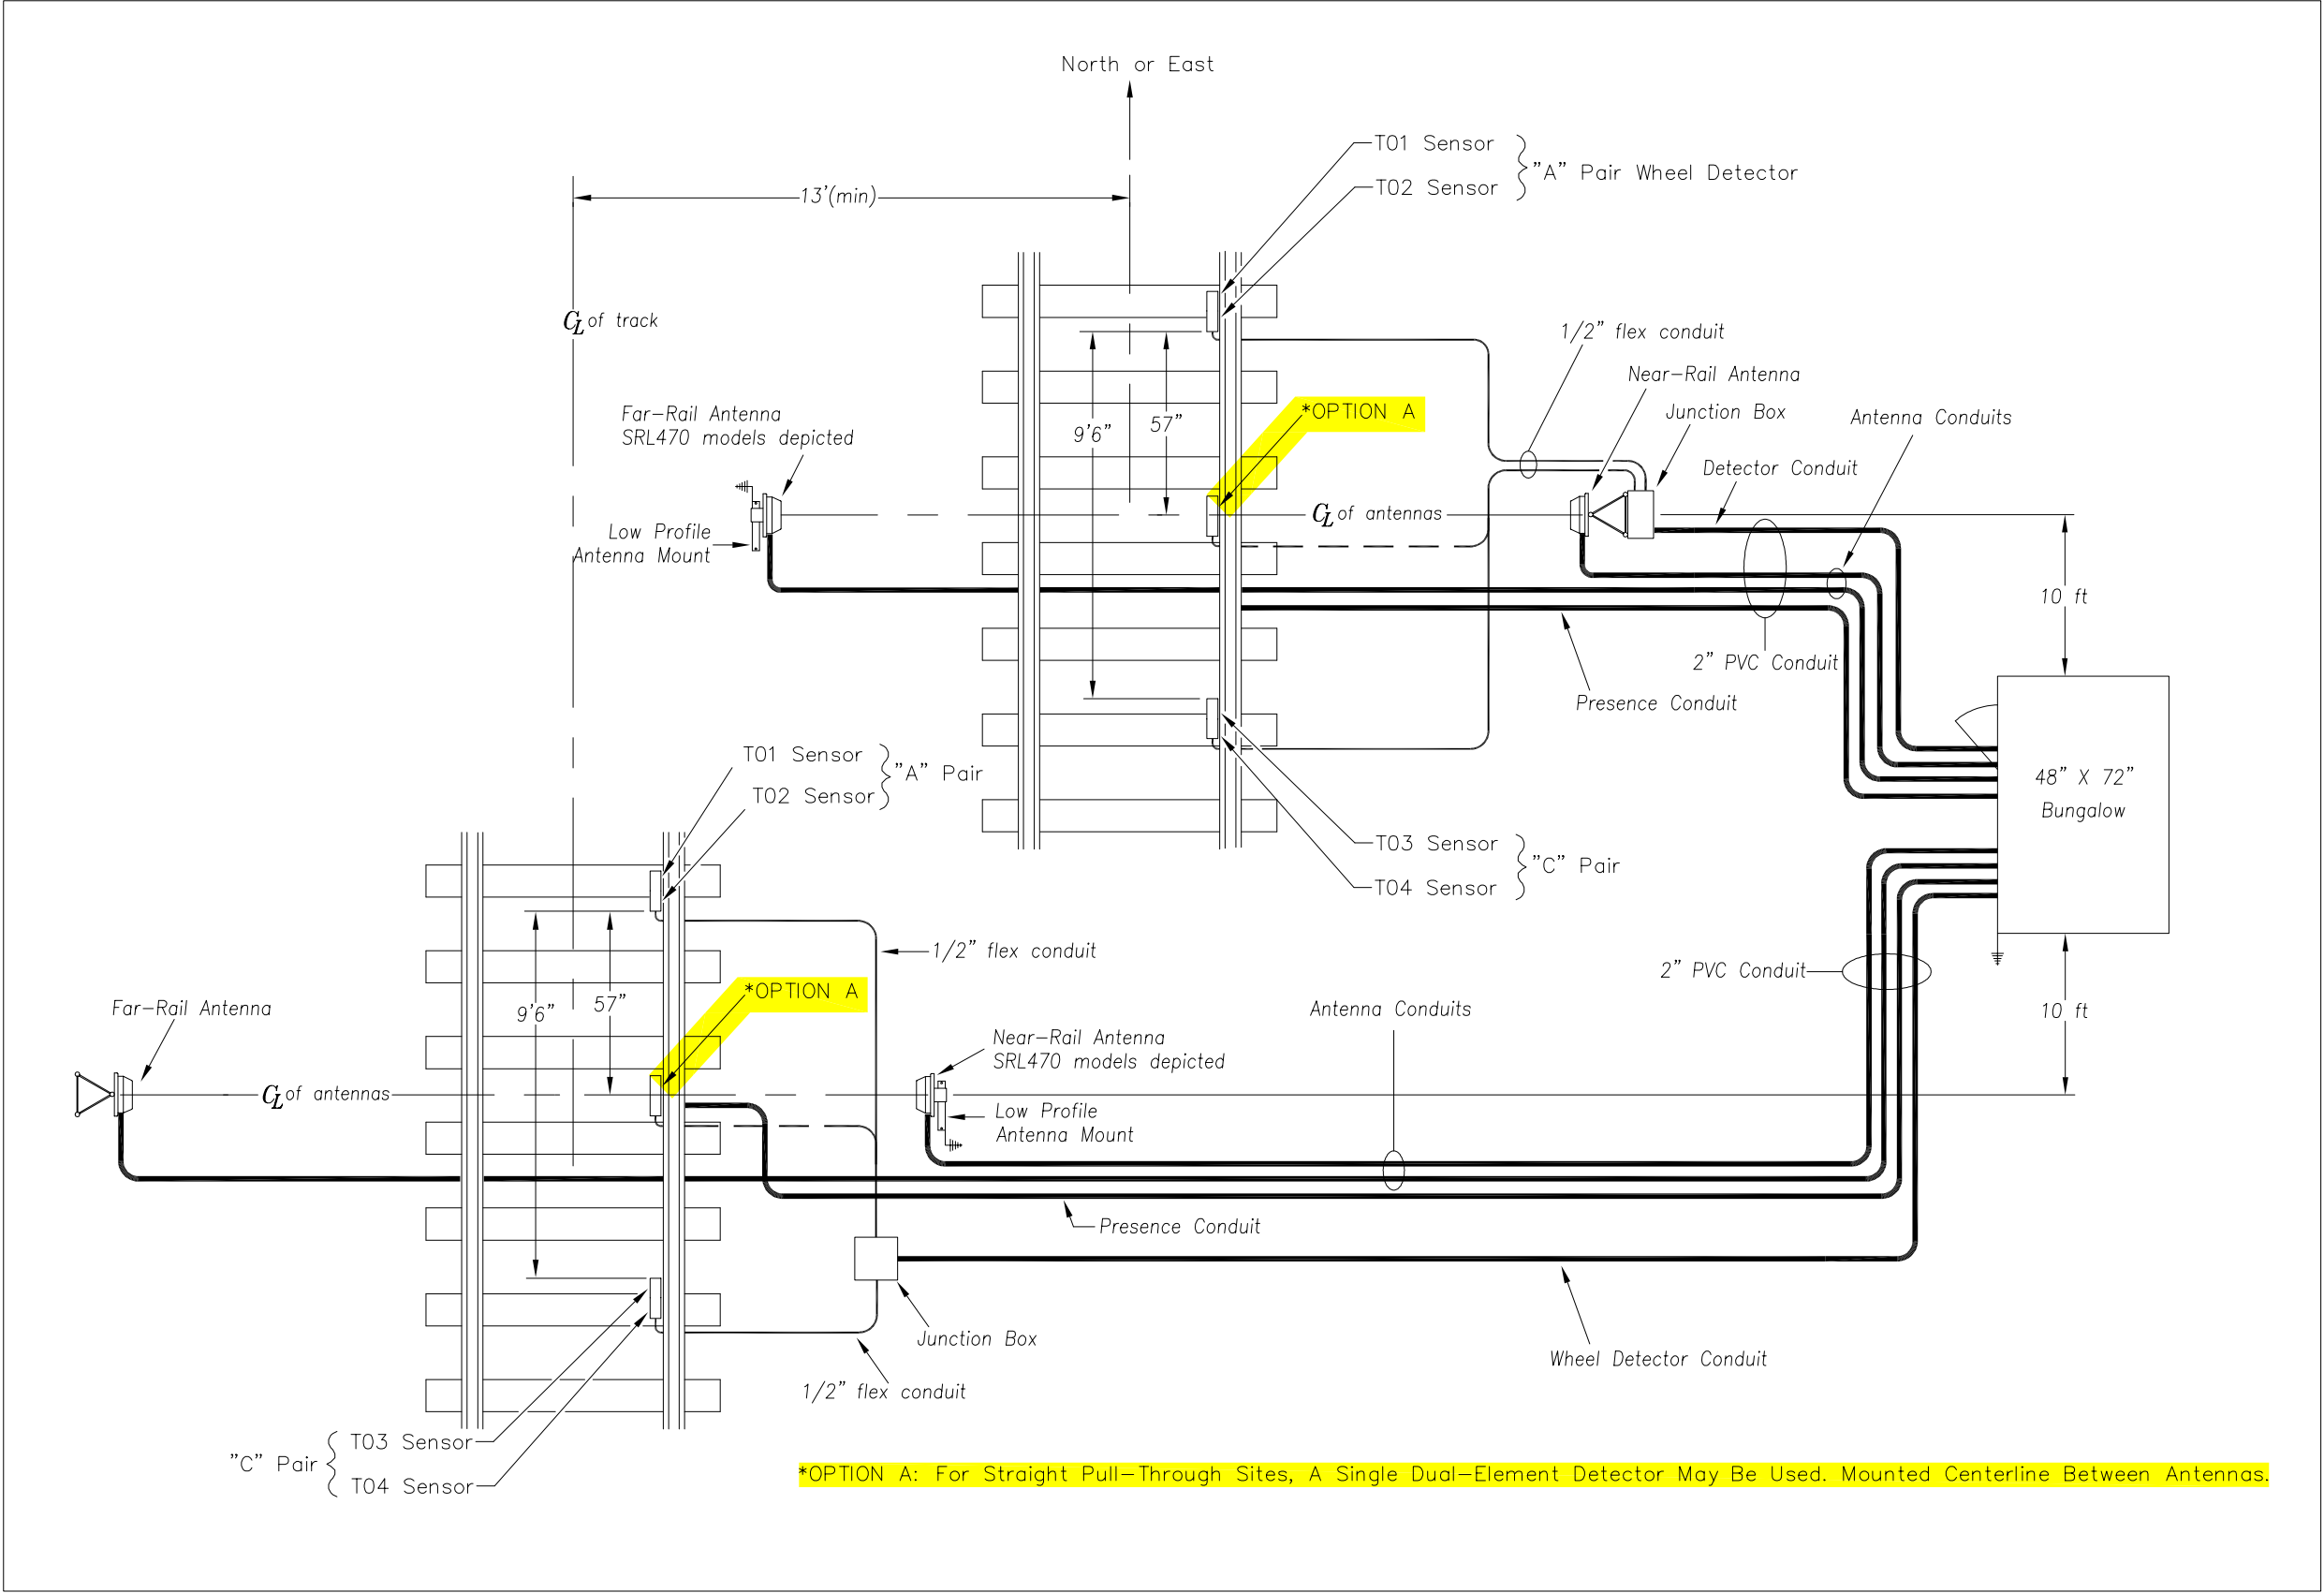 North or East
T01 Sensor
T02 Sensor
"A" Pair Wheel Detector
13'(min)
CL of track
1/2" flex conduit
Near-Rail Antenna
Junction Box
Antenna Conduits
Far-Rail Antenna
SRL470 models depicted
*OPTION A
9'6"
57"
Detector Conduit
Low Profile
Antenna Mount
CL of antennas
10 ft
2" PVC Conduit
Presence Conduit
T01 Sensor
T02 Sensor
"A" Pair
48" X 72"
Bungalow
T03 Sensor
T04 Sensor
"C" Pair
1/2" flex conduit
2" PVC Conduit
*OPTION A
9'6"
57"
Far-Rail Antenna
Antenna Conduits
10 ft
Near-Rail Antenna
SRL470 models depicted
CL of antennas
Low Profile
Antenna Mount
Presence Conduit
Junction Box
Wheel Detector Conduit
1/2" flex conduit
"C" Pair
T03 Sensor
T04 Sensor
*OPTION A: For Straight Pull-Through Sites, A Single Dual-Element Detector May Be Used. Mounted Centerline Between Antennas.